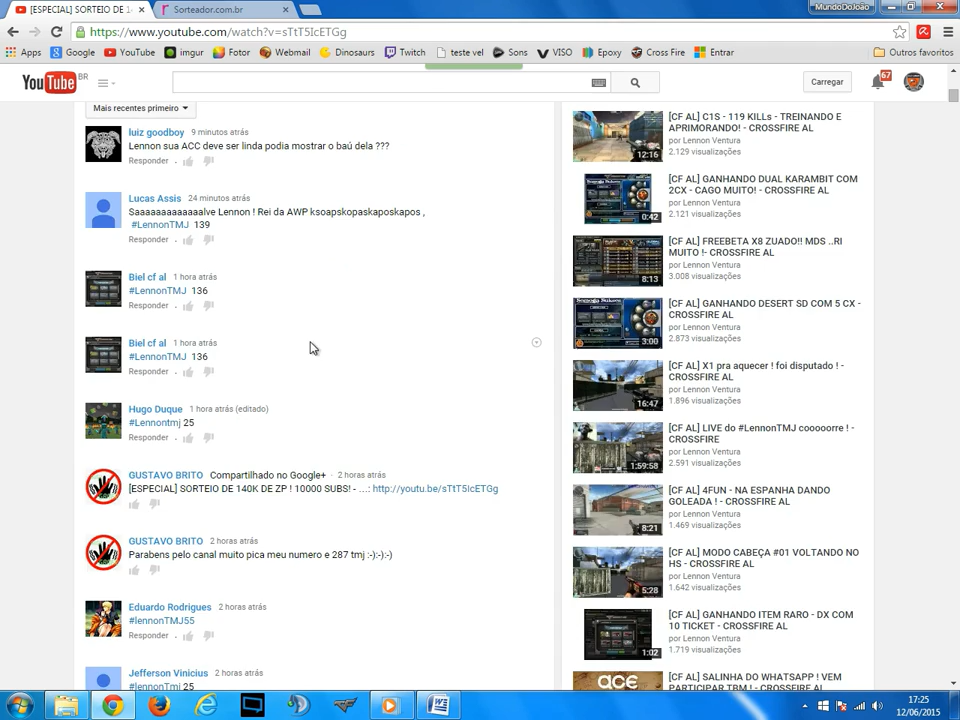 [ESPECIAL] SORTEIO DE 14
Sorteador.com.br
MundoDoJoão
https://www.youtube.com/watch?v=sTtT5IcETGg
Apps
Google
YouTube
imgur
Fotor
Webmail
Dinosaurs
Twitch
teste vel
Sons
VISO
Epoxy
Cross Fire
Entrar
Outros favoritos
You Tube BR
Carregar
67
Mais recentes primeiro
luiz goodboy 9 minutos atrás
Lennon sua ACC deve ser linda podia mostrar o baú dela ???
Responder
Lucas Assis 24 minutos atrás
Saaaaaaaaaaaaalve Lennon ! Rei da AWP ksoapskopaskaposkapos ,
#LennonTMJ 139
Responder
Biel cf al 1 hora atrás
#LennonTMJ 136
Responder
Biel cf al 1 hora atrás
#LennonTMJ 136
Responder
Hugo Duque 1 hora atrás (editado)
#Lennontmj 25
Responder
GUSTAVO BRITO Compartilhado no Google+ · 2 horas atrás
[ESPECIAL] SORTEIO DE 140K DE ZP ! 10000 SUBS! - ...: http://youtu.be/sTtT5IcETGg
GUSTAVO BRITO 2 horas atrás
Parabens pelo canal muito pica meu numero e 287 tmj :-):-):-)
Eduardo Rodrigues 2 horas atrás
#lennonTMJ55
Responder
Jefferson Vinicius 2 horas atrás
#lennonTmj 25
12:16
[CF AL] C1S - 119 KILLs - TREINANDO E
APRIMORANDO! - CROSSFIRE AL
por Lennon Ventura
2.129 visualizações
0:42
[CF AL] GANHANDO DUAL KARAMBIT COM
2CX - CAGO MUITO! - CROSSFIRE AL
por Lennon Ventura
2.121 visualizações
8:13
[CF AL] FREEBETA X8 ZUADO!! MDS ..RI
MUITO !- CROSSFIRE AL
por Lennon Ventura
3.008 visualizações
3:00
[CF AL] GANHANDO DESERT SD COM 5 CX -
CROSSFIRE AL
por Lennon Ventura
2.873 visualizações
16:47
[CF AL] X1 pra aquecer ! foi disputado ! -
CROSSFIRE AL
por Lennon Ventura
1.896 visualizações
1:59:58
[CF AL] LIVE do #LennonTMJ cooooorre ! -
CROSSFIRE
por Lennon Ventura
2.591 visualizações
8:21
[CF AL] 4FUN - NA ESPANHA DANDO
GOLEADA ! - CROSSFIRE AL
por Lennon Ventura
1.469 visualizações
5:28
[CF AL] MODO CABEÇA #01 VOLTANDO NO
HS - CROSSFIRE AL
por Lennon Ventura
1.642 visualizações
1:02
[CF AL] GANHANDO ITEM RARO - DX COM
10 TICKET - CROSSFIRE AL
por Lennon Ventura
1.719 visualizações
ACE
[CF AL] SALINHA DO WHATSAPP ! VEM
PARTICIPAR TBM ! - CROSSFIRE AL
17:25
12/06/2015